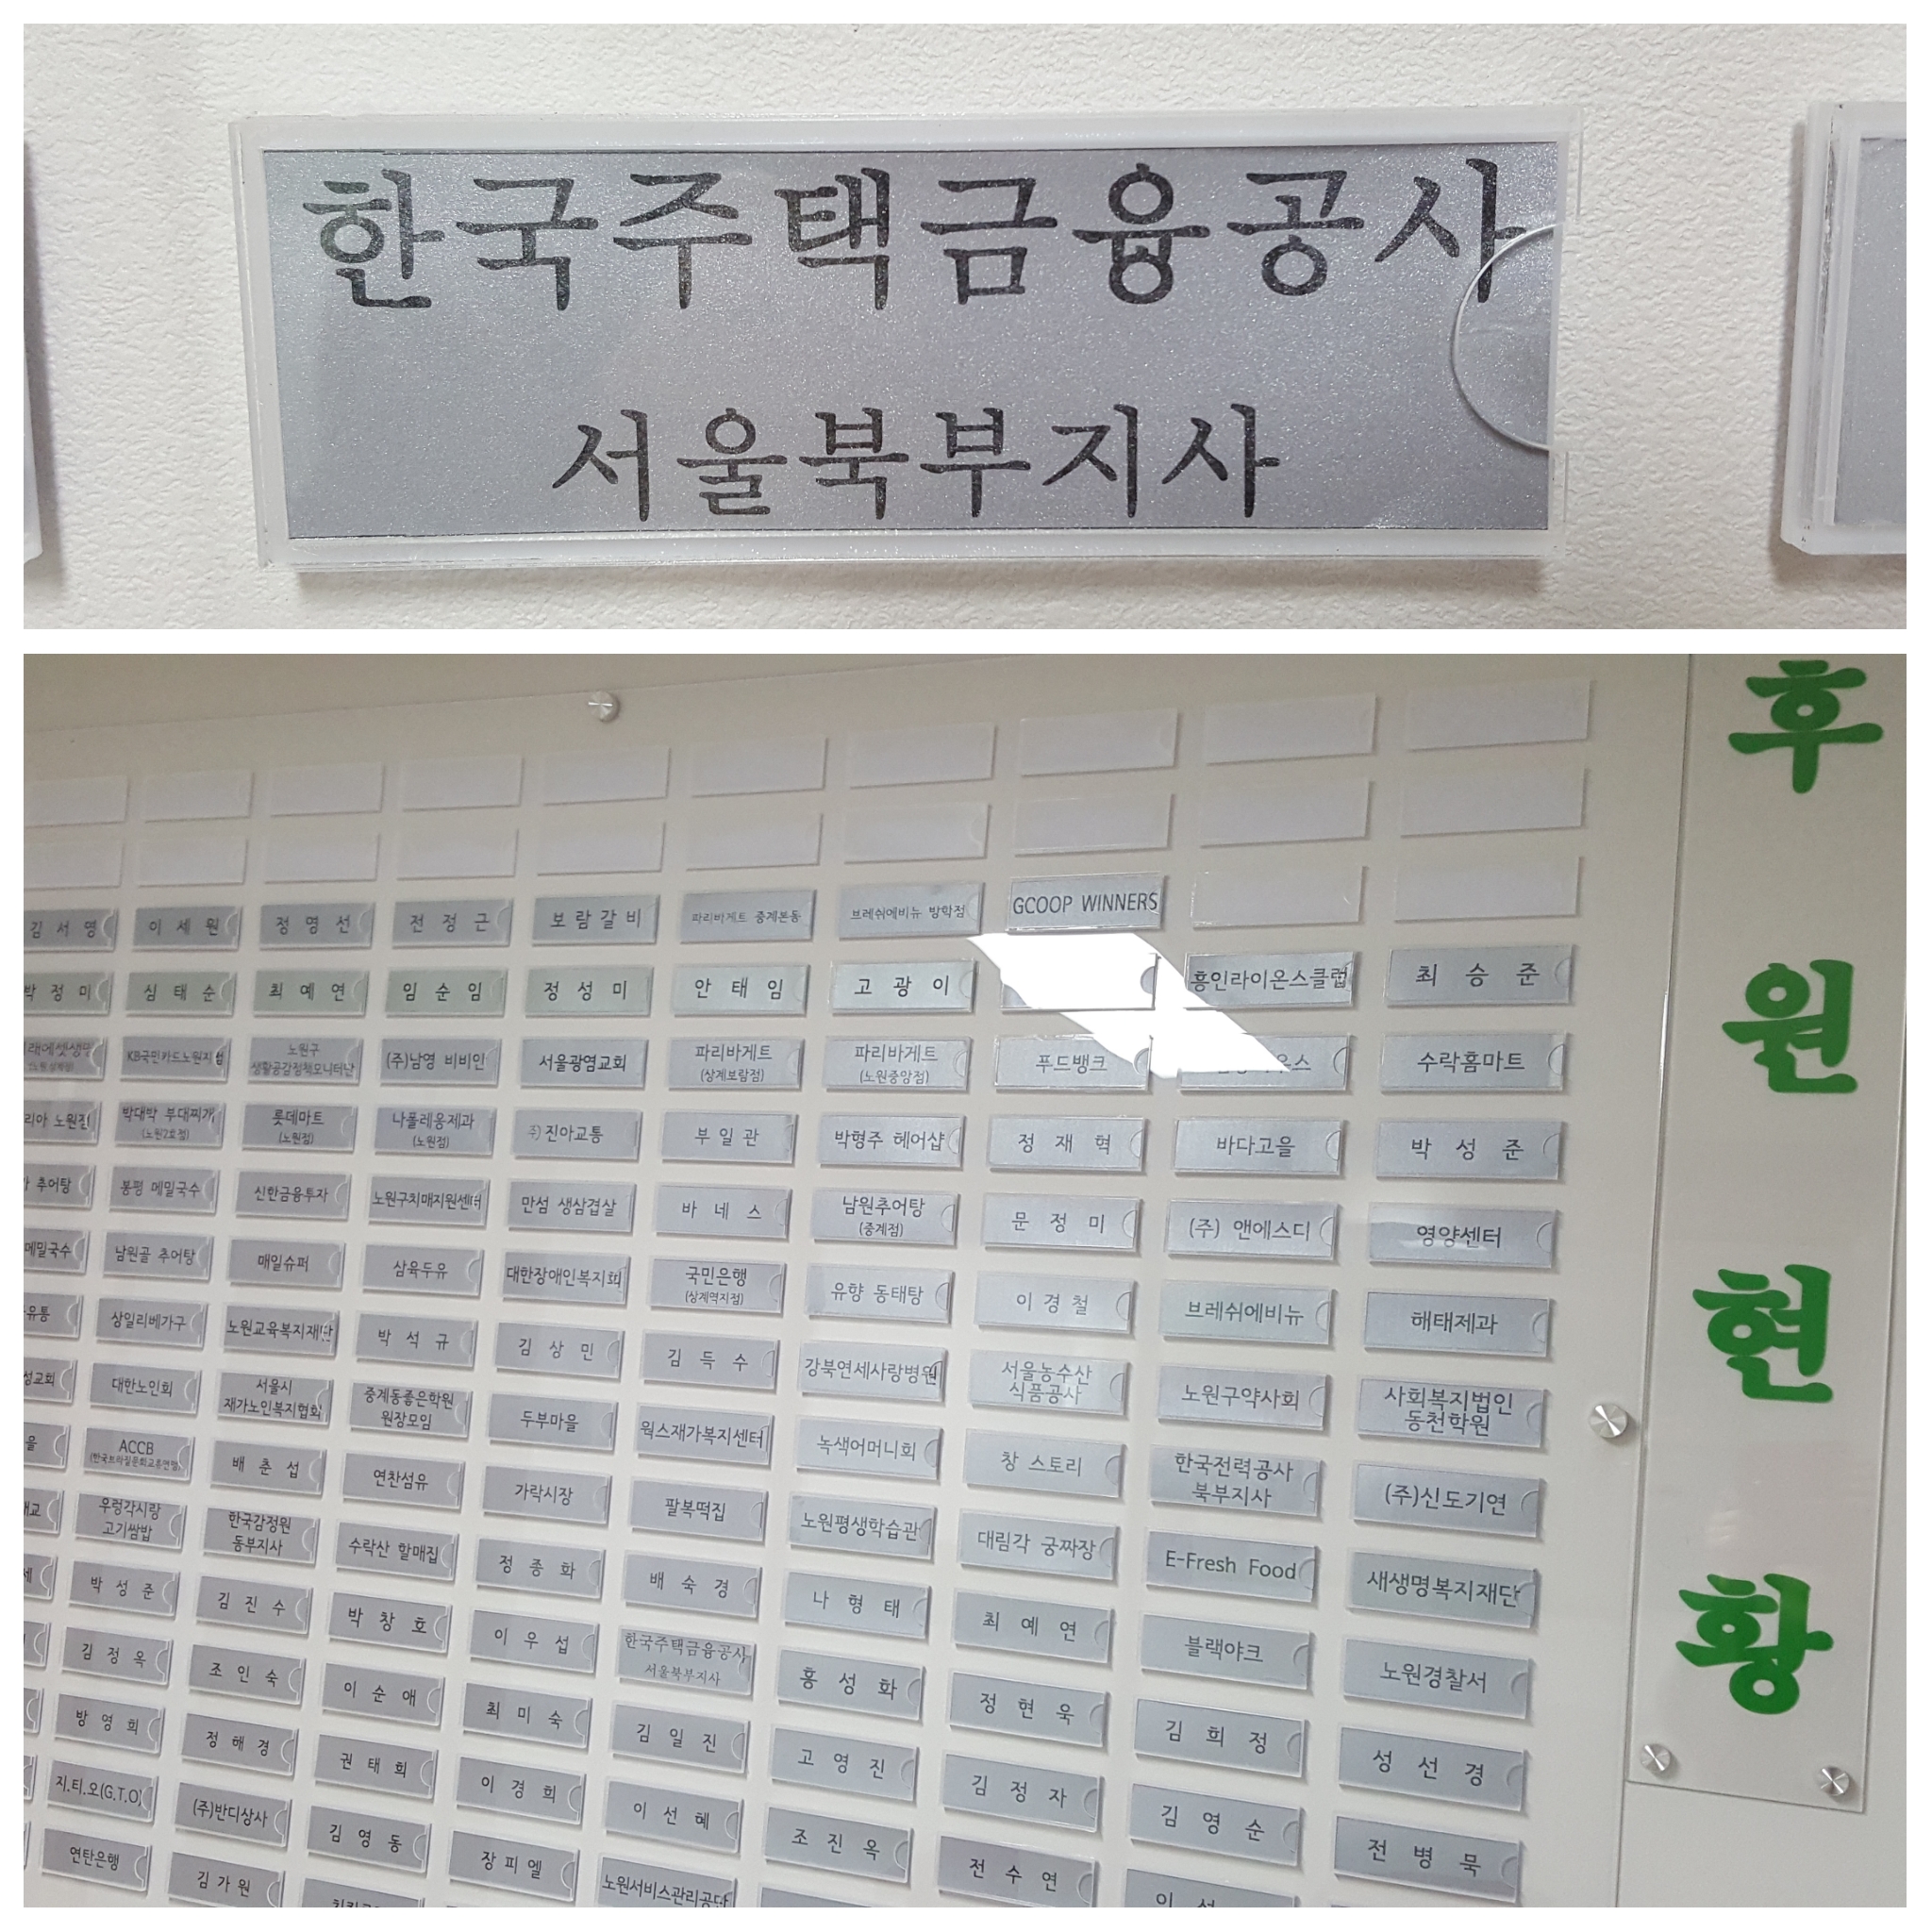 한국주택금융공사
서울북부지사
후
원
현
황
김서영 이세원 정영선 전정근 보람갈비 파리바게트 중계본동 브레쉬에비뉴 방학점 GCOOP WINNERS
박정미 심태순 최예연 임순임 정성미 안태임 고광이 흥인라이온스클럽 최승준
KB국민카드노원지점
노원구
생활공감정책모니터단
(주)남영 비비인 서울광염교회
파리바게트
(상계보람점)
파리바게트
(노원중앙점)
푸드뱅크 수락홈마트
박대박 부대찌개
(노원2호점)
롯데마트
(노원점)
나폴레옹제과
(노원점)
㈜진아교통 부일관 박형주 헤어샵 정재혁 바다고을 박성준
추어탕 봉평 메밀국수 신한금융투자 노원구치매지원센터 만섬 생삼겹살 바네스
남원추어탕
(중계점)
문정미 (주) 앤에스디 영양센터
메밀국수 남원골 추어탕 매일슈퍼 삼육두유 대한장애인복지회
국민은행
(상계역지점)
유향 동태탕 이경철 브레쉬에비뉴 해태제과
유통 상일리베가구 노원교육복지재단 박석규 김상민 김득수 강북연세사랑병원
서울농수산
식품공사
노원구약사회
사회복지법인
동천학원
성교회 대한노인회
서울시
재가노인복지협회
중계동좋은학원
원장모임
두부마을 웍스재가복지센터 녹색어머니회 창 스토리
한국전력공사
북부지사
(주)신도기연
을
ACCB
배춘섭 연찬섬유 가락시장 팔복떡집 노원평생학습관 대림각 궁짜장 E-Fresh Food 새생명복지재단
우렁각시랑
고기쌈밥
한국감정원
동부지사
수락산 할매집 정종화 배숙경 나형태 최예연 블랙야크 노원경찰서
박성준 김진수 박창호 이우섭
한국주택금융공사
서울북부지사
홍성화 정현욱 김희정 성선경
김정옥 조인숙 이순애 최미숙 김일진 고영진 김정자 김영순 전병묵
방영희 정해경 권태희 이경희 이선혜 조진옥 전수연
지.티.오(G.T.O) (주)반디상사 김영동 장피엘 노원서비스관리공단
연탄은행 김가원